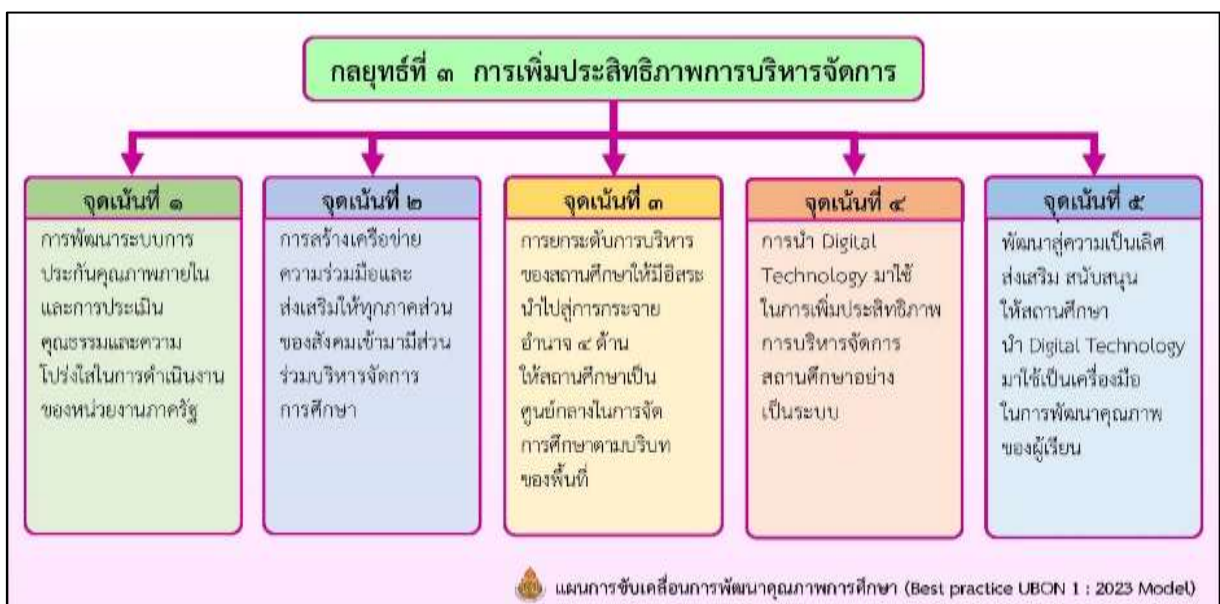 กลยุทธ์ที่ ๓ การเพิ่มประสิทธิภาพการบริหารจัดการ
จุดเน้นที่ ๑
การพัฒนาระบบการ
ประกันคุณภาพภายใน
และการประเมิน
คุณธรรมและความ
โปร่งใสในการดำเนินงาน
ของหน่วยงานภาครัฐ
จุดเน้นที่ ๒
การสร้างเครือข่าย
ความร่วมมือและ
ส่งเสริมให้ทุกภาคส่วน
ของสังคมเข้ามามีส่วน
ร่วมบริหารจัดการ
การศึกษา
จุดเน้นที่ ๓
การยกระดับการบริหาร
ของสถานศึกษาให้มีอิสระ
นำไปสู่การกระจาย
อำนาจ ๔ ด้าน
ให้สถานศึกษาเป็น
ศูนย์กลางในการจัด
การศึกษาตามบริบท
ของพื้นที่
จุดเน้นที่ ๔
การนำ Digital
Technology มาใช้
ในการเพิ่มประสิทธิภาพ
การบริหารจัดการ
สถานศึกษาอย่าง
เป็นระบบ
จุดเน้นที่ ๕
พัฒนาสู่ความเป็นเลิศ
ส่งเสริม สนับสนุน
ให้สถานศึกษา
นำ Digital Technology
มาใช้เป็นเครื่องมือ
ในการพัฒนาคุณภาพ
ของผู้เรียน
แผนการขับเคลื่อนการพัฒนาคุณภาพการศึกษา (Best practice UBON 1 : 2023 Model)